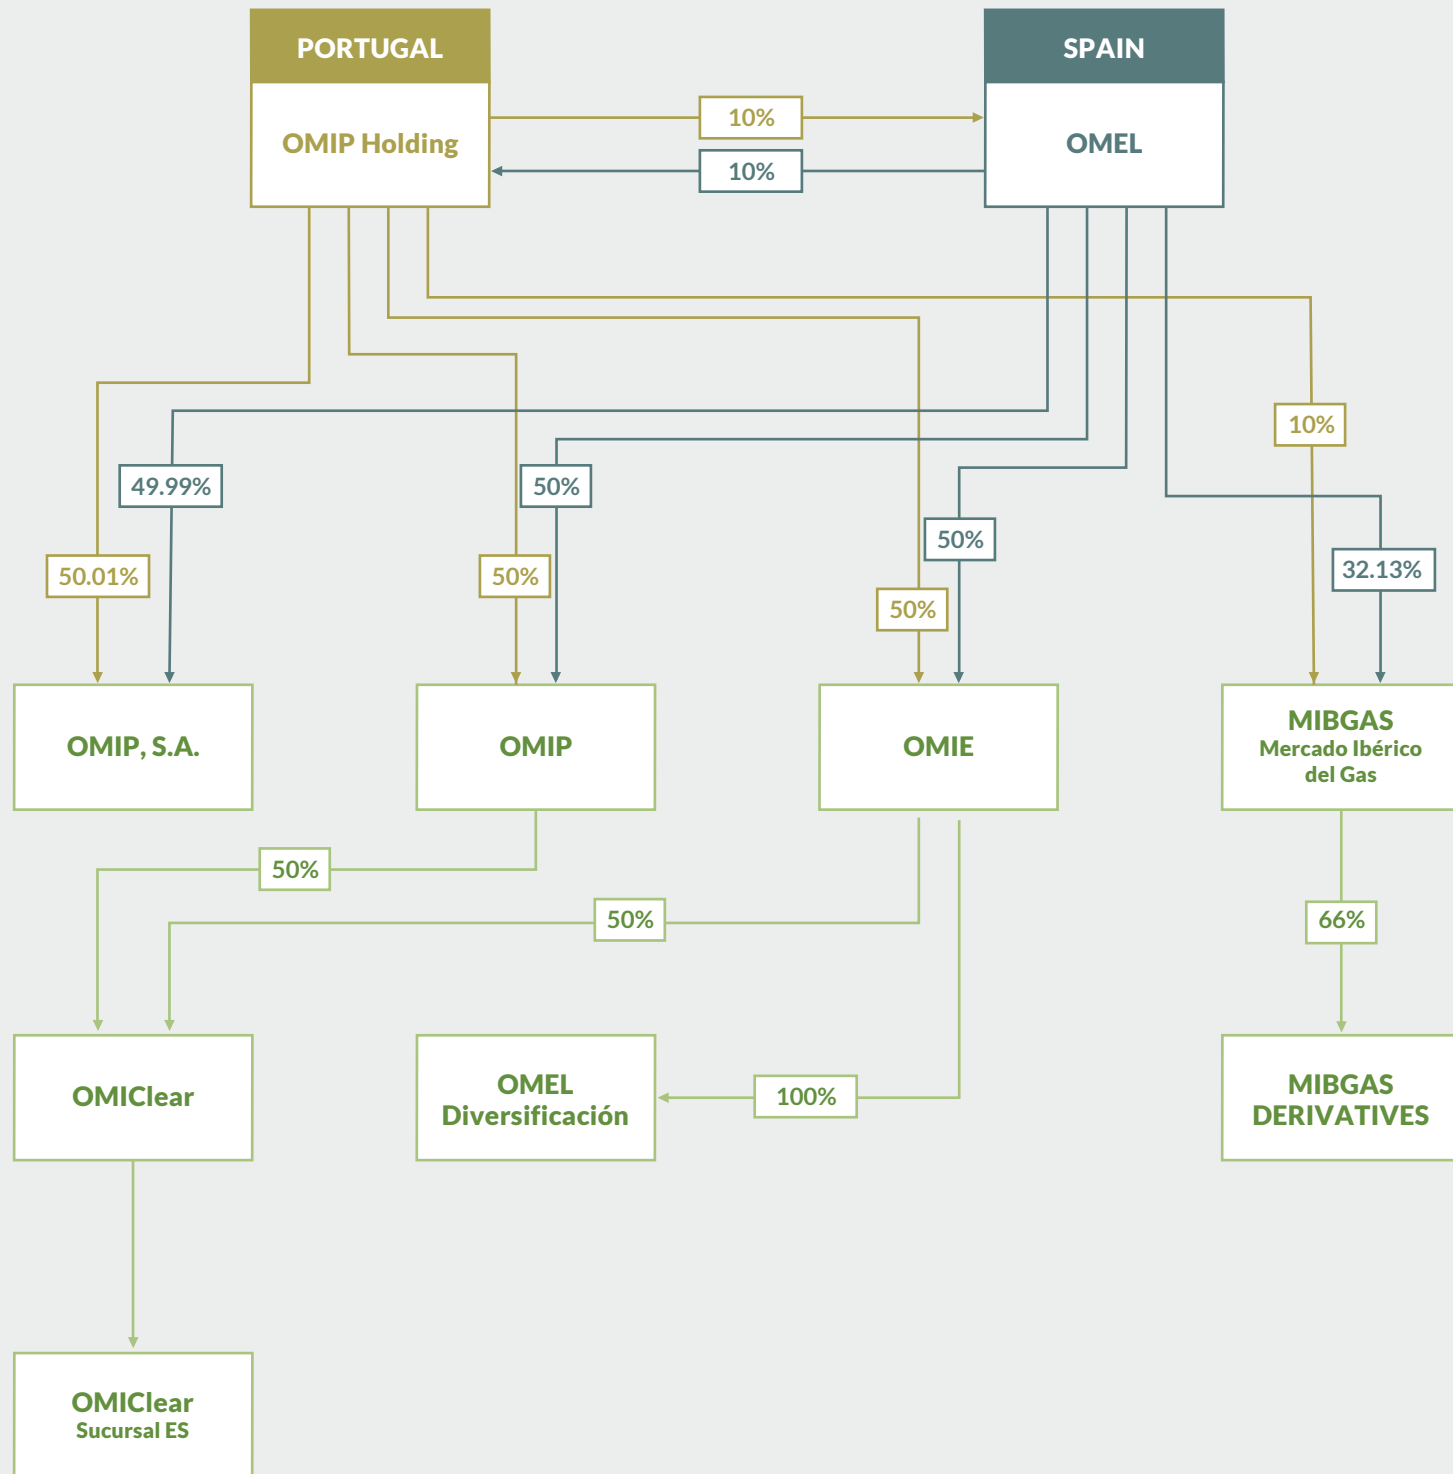 PORTUGAL
SPAIN
OMIP Holding
10%
OMEL
10%
10%
49.99%
50%
50%
50.01%
50%
50%
32.13%
OMIP, S.A.
OMIP
OMIE
MIBGAS
Mercado Ibérico
del Gas
50%
50%
66%
OMIClear
OMEL
Diversificación
100%
MIBGAS
DERIVATIVES
OMIClear
Sucursal ES